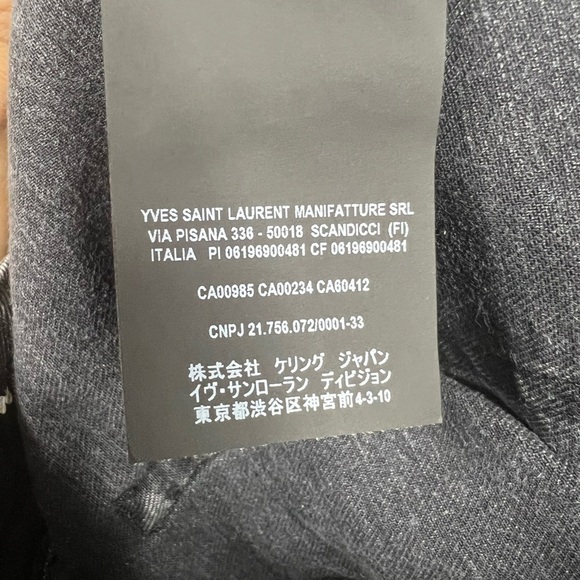 YVES SAINT LAURENT MANIFATTURE SRL
VIA PISANA 336 - 50018 SCANDICCI (FI)
ITALIA PI 06196900481 CF 06196900481
CA00985 CA00234 CA60412
CNPJ 21.756.072/0001-33
株式会社 ケリング ジャパン
イヴ・サンローラン ディビジョン
東京都渋谷区神宮前4-3-10